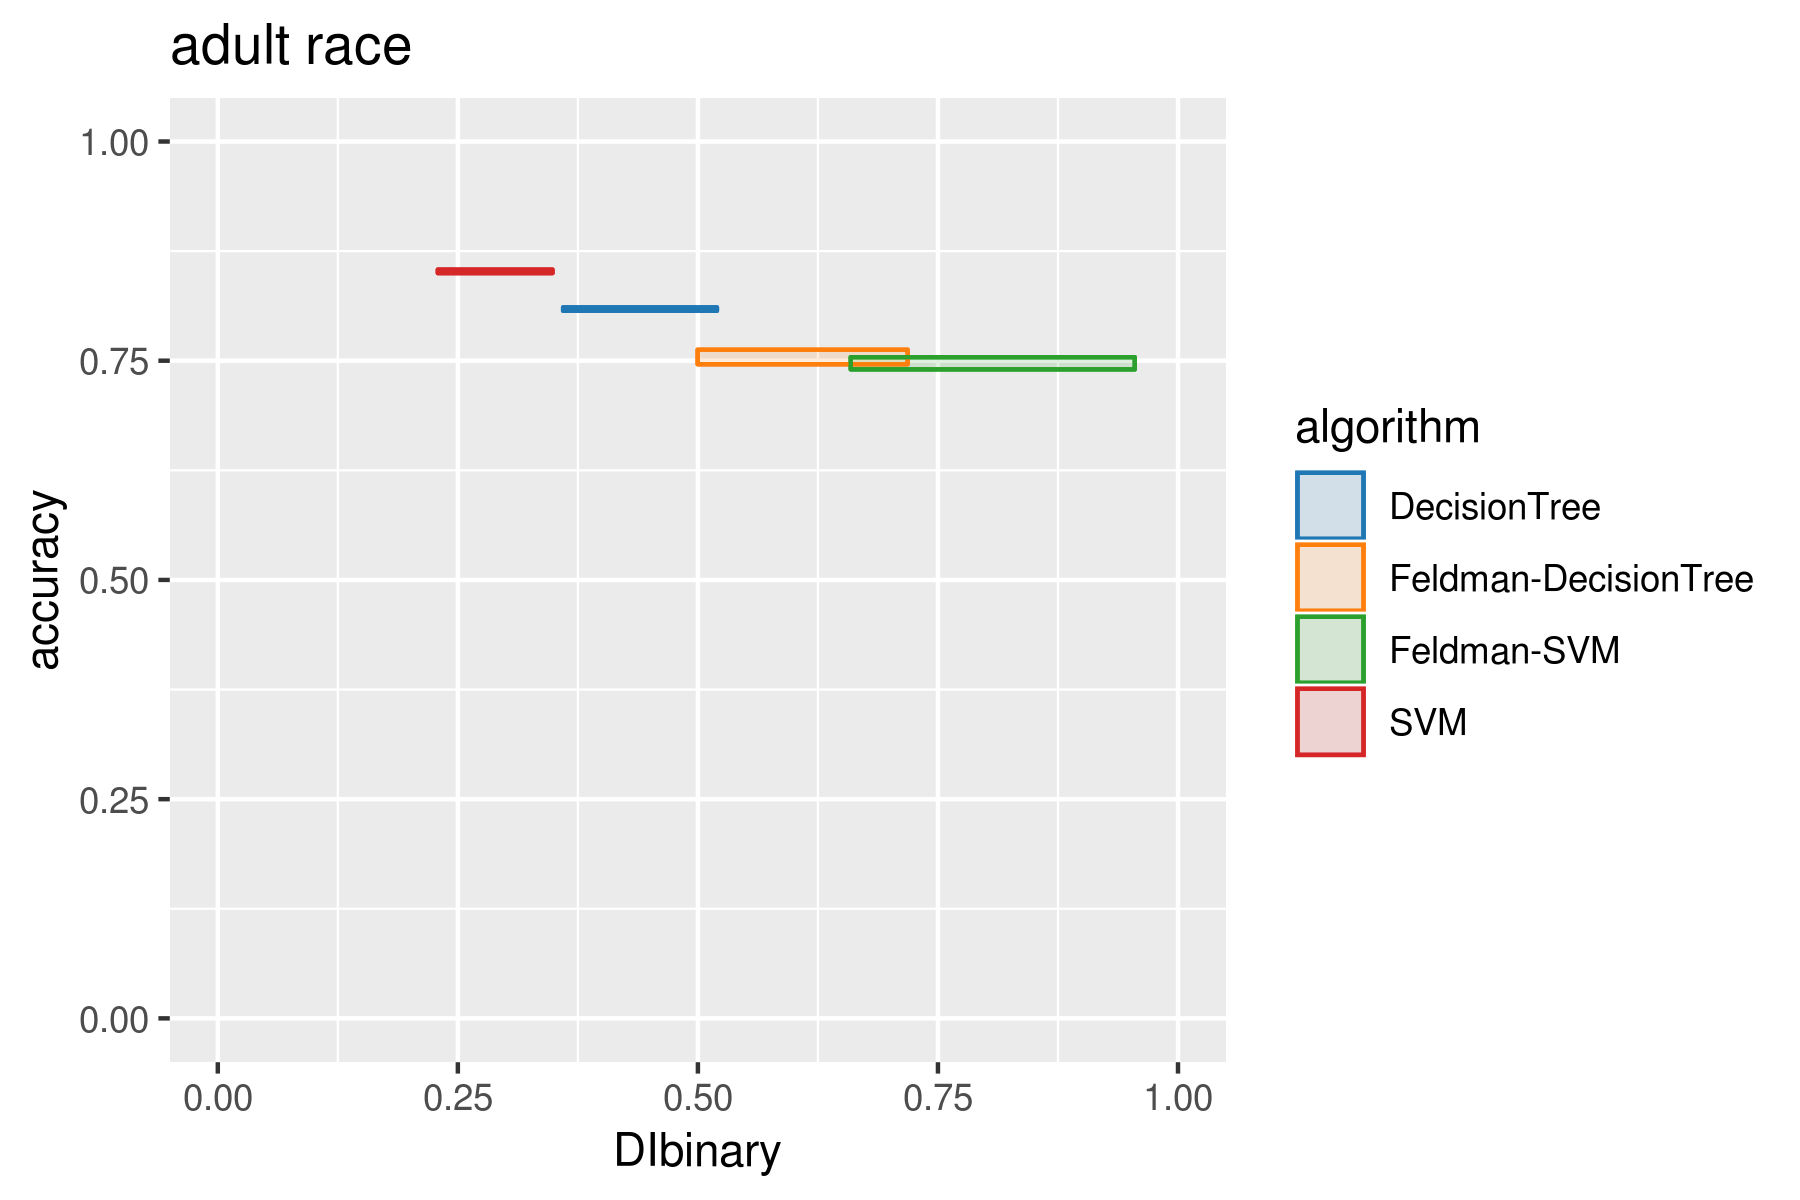 adult race
1.00
0.75
0.50
0.25
0.00
accuracy
0.00 0.25 0.50 0.75 1.00
DIbinary
algorithm
DecisionTree
Feldman-DecisionTree
Feldman-SVM
SVM